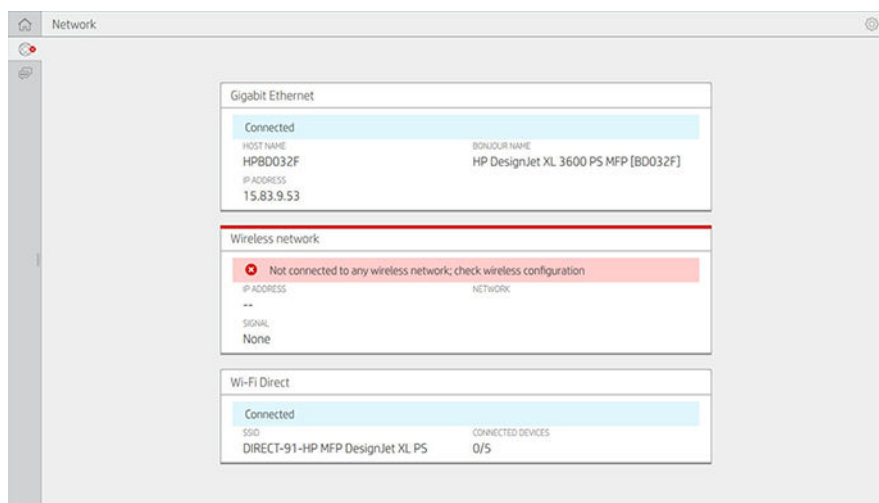 Network
Gigabit Ethernet
Connected
HOST NAME BONJOUR NAME
HPBD032F HP DesignJet XL 3600 PS MFP [BD032F]
IP ADDRESS
15.83.9.53
Wireless network
Not connected to any wireless network; check wireless configuration
IP ADDRESS NETWORK
--
SIGNAL
None
Wi-Fi Direct
Connected
SSID CONNECTED DEVICES
DIRECT-91-HP MFP DesignJet XL PS 0/5